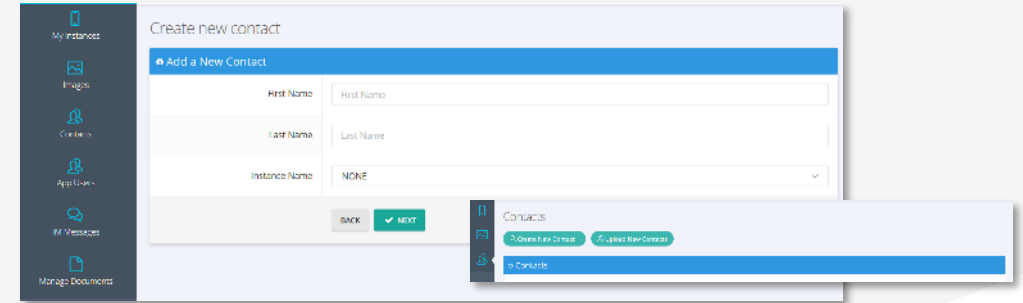 My Instances
Images
Contacts
App Users
IM Messages
Manage Documents
Create new contact
Add a New Contact
First Name
First Name
Last Name
Last Name
Instance Name
NONE
BACK
NEXT
Contacts
Create New Contact
Upload New Contacts
Contacts